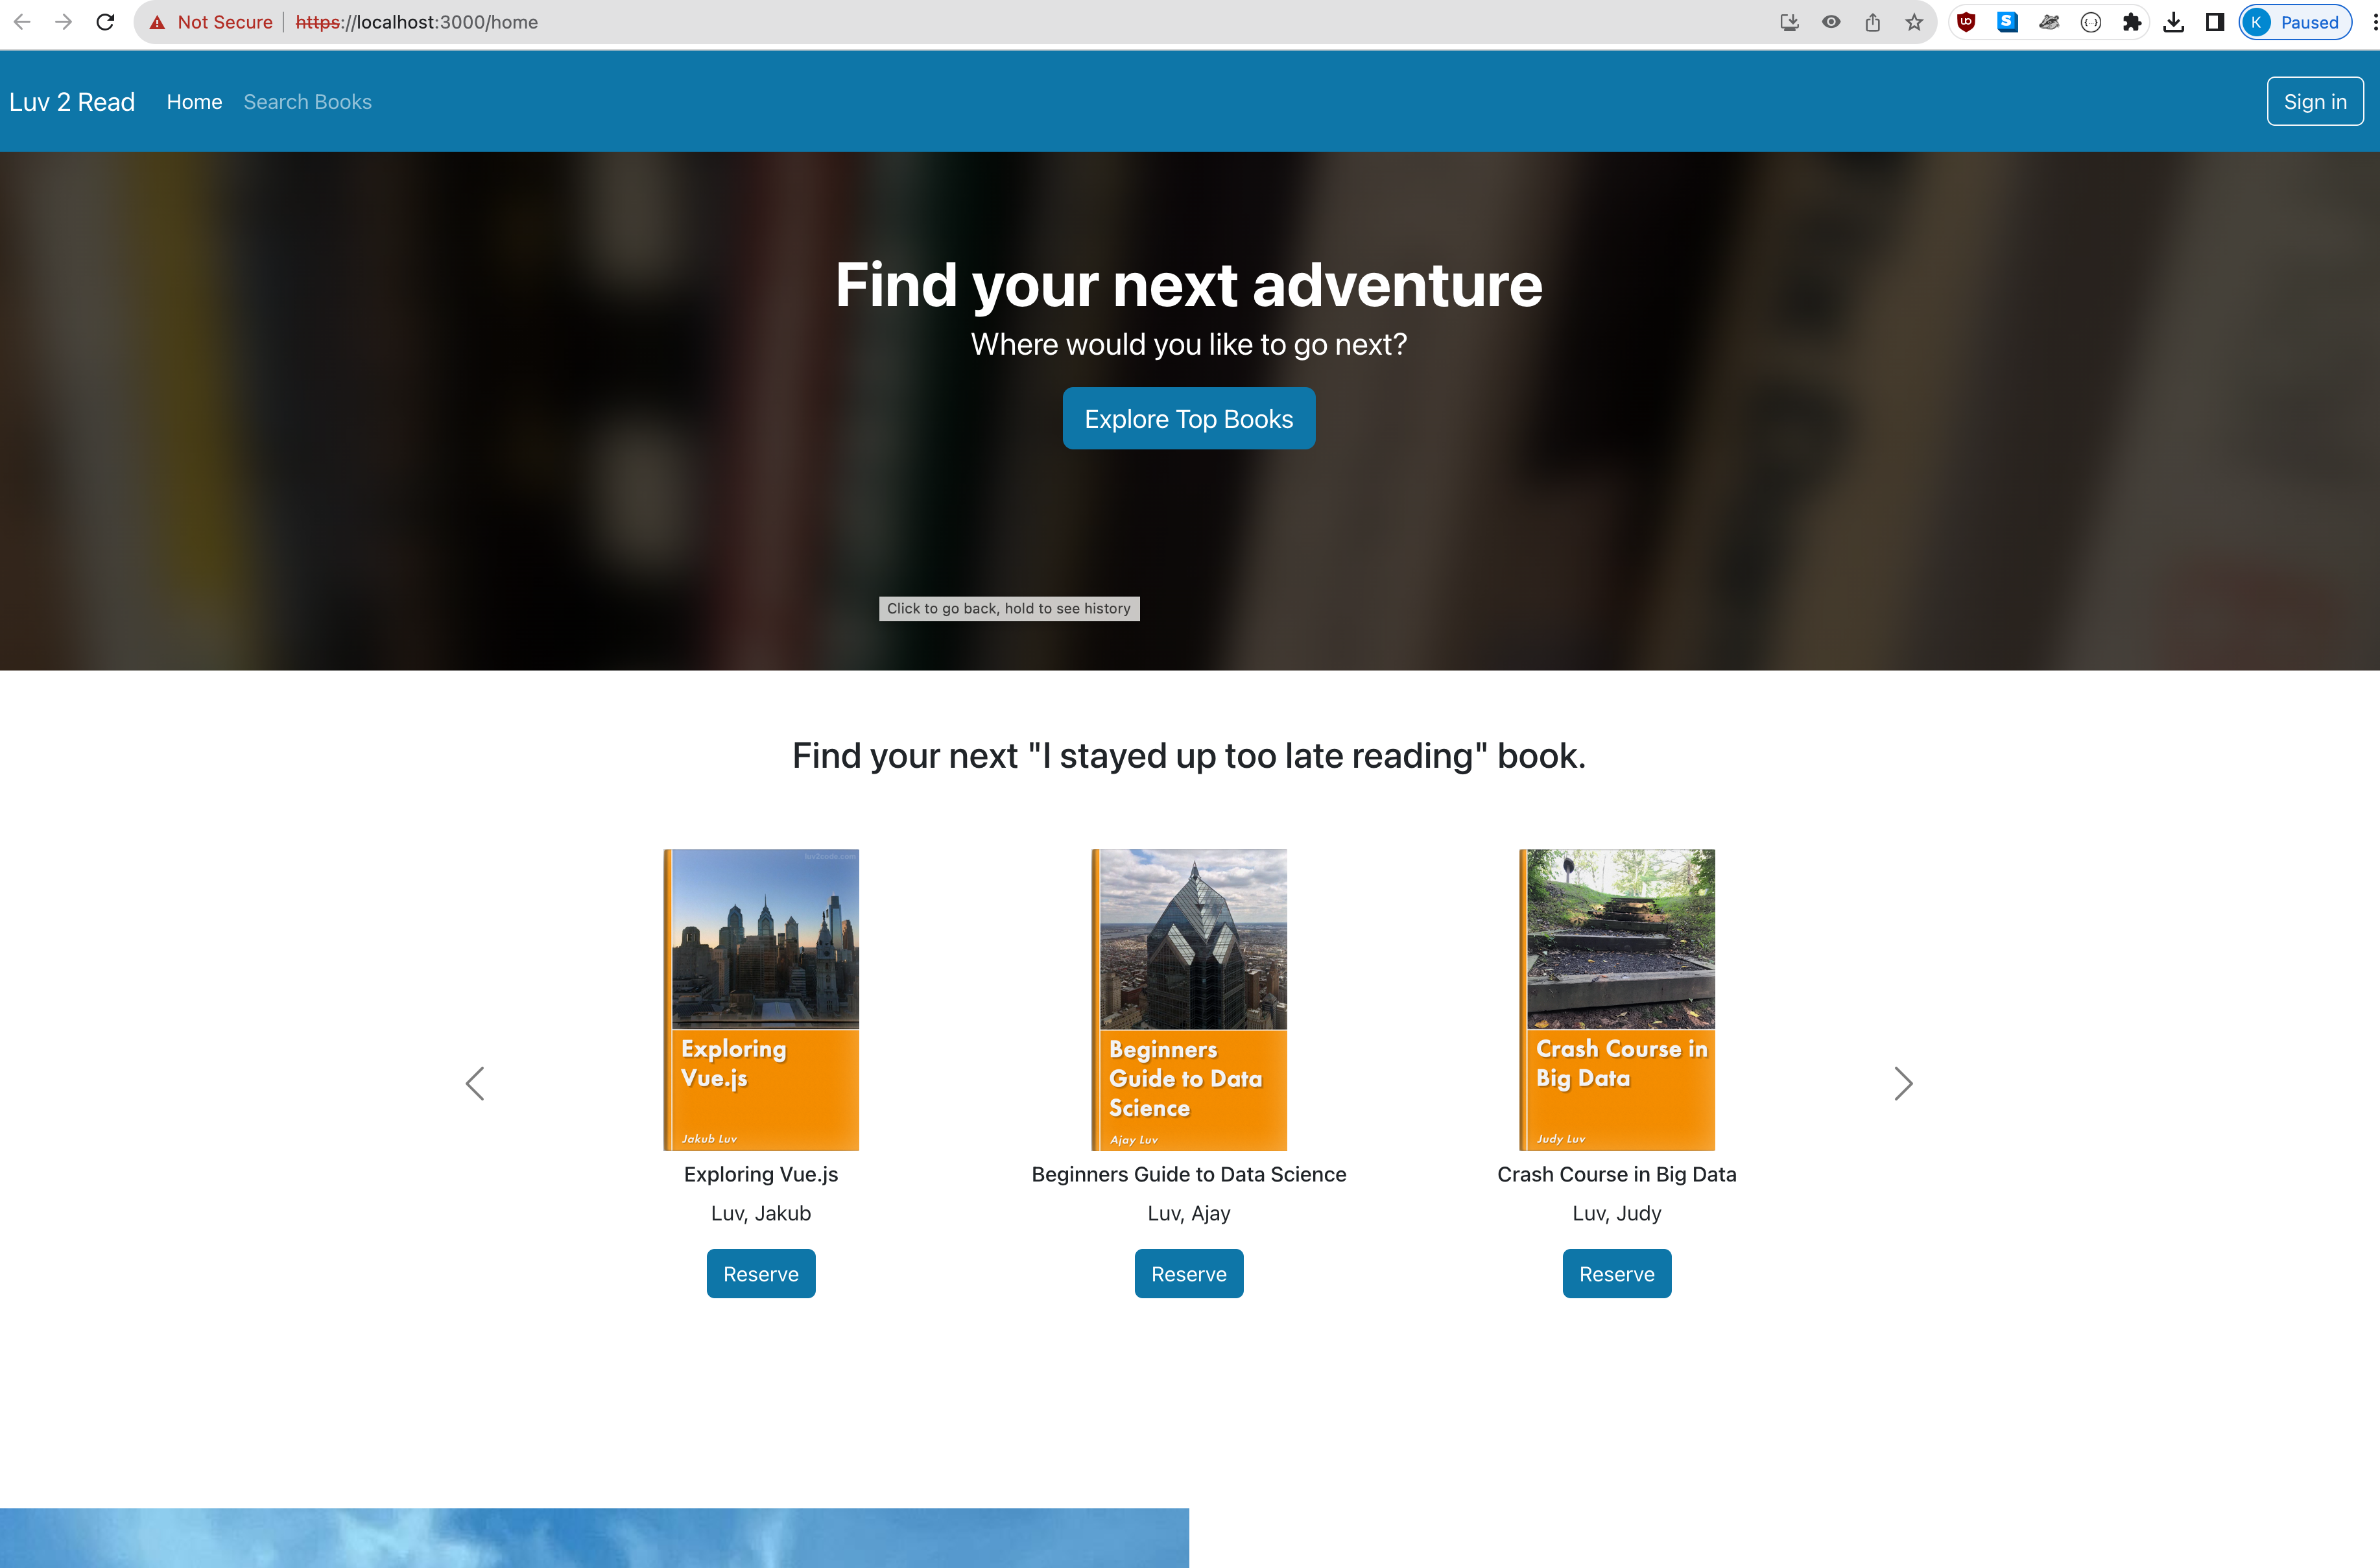 Not Secure https://localhost:3000/home
K Paused
Luv 2 Read Home Search Books Sign in
Find your next adventure
Where would you like to go next?
Explore Top Books
Click to go back, hold to see history
Find your next "I stayed up too late reading" book.
luv2code.com
Exploring
Vue.js
Jakub Luv
Beginners
Guide to Data
Science
Ajay Luv
Crash Course in
Big Data
Judy Luv
Exploring Vue.js
Luv, Jakub
Reserve
Beginners Guide to Data Science
Luv, Ajay
Reserve
Crash Course in Big Data
Luv, Judy
Reserve